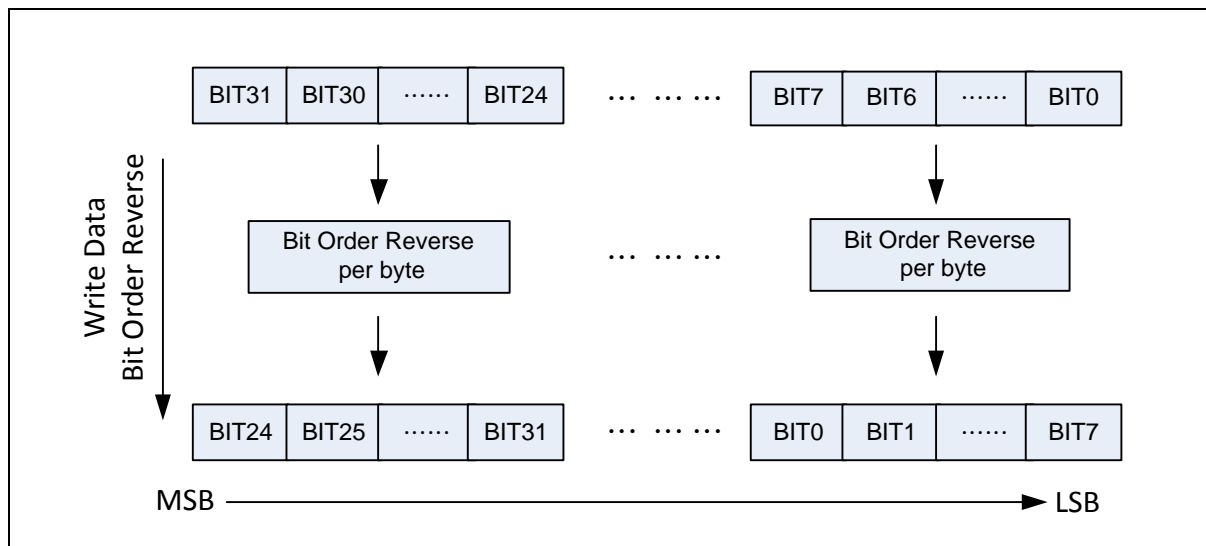 BIT31 BIT30 ...... BIT24 ... ... ... BIT7 BIT6 ...... BIT0
Write Data
Bit Order Reverse
Bit Order Reverse
per byte
... ... ...
Bit Order Reverse
per byte
BIT24 BIT25 ...... BIT31 ... ... ... BIT0 BIT1 ...... BIT7
MSB LSB